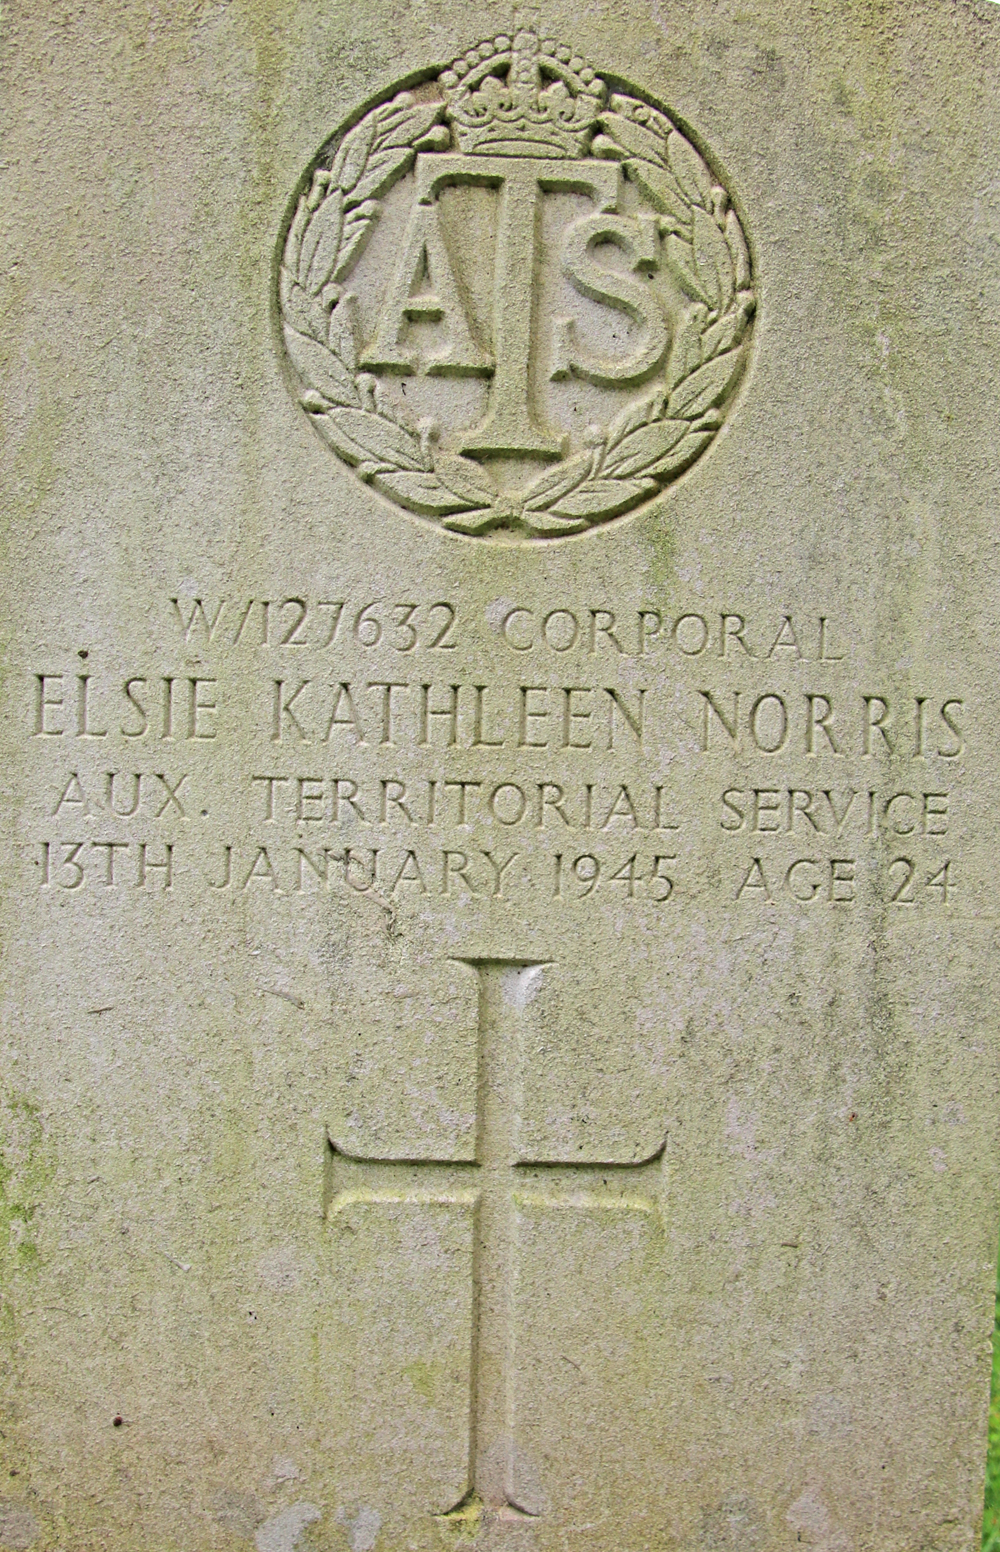 ATS
W/127632 CORPORAL
ELSIE KATHLEEN NORRIS
AUX. TERRITORIAL SERVICE
13TH JANUARY 1945 AGE 24